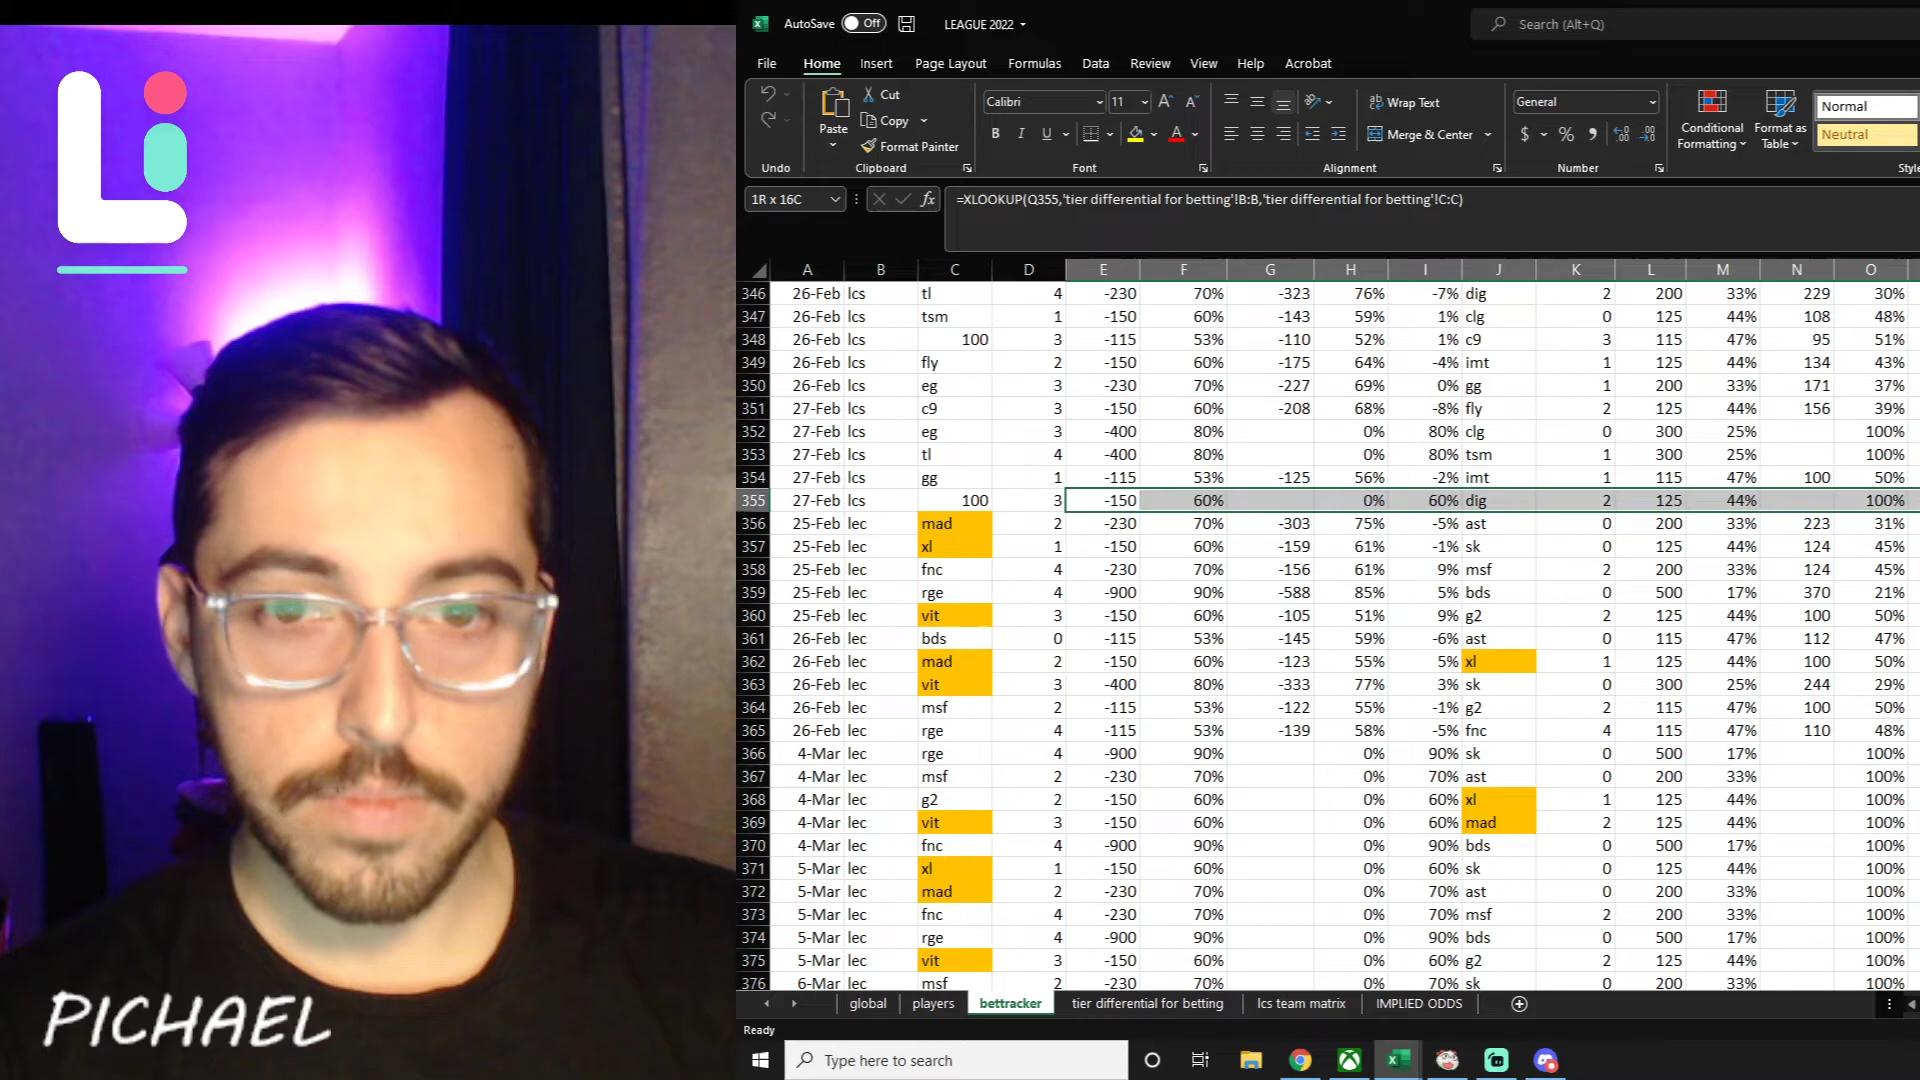 Li
PICHAEL
AutoSave Off LEAGUE 2022 Search (Alt+Q)
File Home Insert Page Layout Formulas Data Review View Help Acrobat
Cut
Copy
Format Painter
Paste
Calibri 11
B I U A A A
ab Wrap Text
Merge & Center
General
$ % 9 .00
Conditional Formatting
Format as Table
Normal
Neutral
Undo Clipboard Font Alignment Number Style
1R x 16C fx =XLOOKUP(Q355,'tier differential for betting'!B:B,'tier differential for betting'!C:C)
A B C D E F G H I J K L M N O
346 26-Feb lcs tl 4 -230 70% -323 76% -7% dig 2 200 33% 229 30%
347 26-Feb lcs tsm 1 -150 60% -143 59% 1% clg 0 125 44% 108 48%
348 26-Feb lcs 100 3 -115 53% -110 52% 1% c9 3 115 47% 95 51%
349 26-Feb lcs fly 2 -150 60% -175 64% -4% imt 1 125 44% 134 43%
350 26-Feb lcs eg 3 -230 70% -227 69% 0% gg 1 200 33% 171 37%
351 27-Feb lcs c9 3 -150 60% -208 68% -8% fly 2 125 44% 156 39%
352 27-Feb lcs eg 3 -400 80% 0% 80% clg 0 300 25% 100%
353 27-Feb lcs tl 4 -400 80% 0% 80% tsm 1 300 25% 100%
354 27-Feb lcs gg 1 -115 53% -125 56% -2% imt 1 115 47% 100 50%
355 27-Feb lcs 100 3 -150 60% 0% 60% dig 2 125 44% 100%
356 25-Feb lec mad 2 -230 70% -303 75% -5% ast 0 200 33% 223 31%
357 25-Feb lec xl 1 -150 60% -159 61% -1% sk 0 125 44% 124 45%
358 25-Feb lec fnc 4 -230 70% -156 61% 9% msf 2 200 33% 124 45%
359 25-Feb lec rge 4 -900 90% -588 85% 5% bds 0 500 17% 370 21%
360 25-Feb lec vit 3 -150 60% -105 51% 9% g2 2 125 44% 100 50%
361 26-Feb lec bds 0 -115 53% -145 59% -6% ast 0 115 47% 112 47%
362 26-Feb lec mad 2 -150 60% -123 55% 5% xl 1 125 44% 100 50%
363 26-Feb lec vit 3 -400 80% -333 77% 3% sk 0 300 25% 244 29%
364 26-Feb lec msf 2 -115 53% -122 55% -1% g2 2 115 47% 100 50%
365 26-Feb lec rge 4 -115 53% -139 58% -5% fnc 4 115 47% 110 48%
366 4-Mar lec rge 4 -900 90% 0% 90% sk 0 500 17% 100%
367 4-Mar lec msf 2 -230 70% 0% 70% ast 0 200 33% 100%
368 4-Mar lec g2 2 -150 60% 0% 60% xl 1 125 44% 100%
369 4-Mar lec vit 3 -150 60% 0% 60% mad 2 125 44% 100%
370 4-Mar lec fnc 4 -900 90% 0% 90% bds 0 500 17% 100%
371 5-Mar lec xl 1 -150 60% 0% 60% sk 0 125 44% 100%
372 5-Mar lec mad 2 -230 70% 0% 70% ast 0 200 33% 100%
373 5-Mar lec fnc 4 -230 70% 0% 70% msf 2 200 33% 100%
374 5-Mar lec rge 4 -900 90% 0% 90% bds 0 500 17% 100%
375 5-Mar lec vit 3 -150 60% 0% 60% g2 2 125 44% 100%
376 6-Mar lec msf 2 -230 70% 0% 70% sk 0 200 33% 100%
global players bettracker tier differential for betting lcs team matrix IMPLIED ODDS
Ready
Type here to search